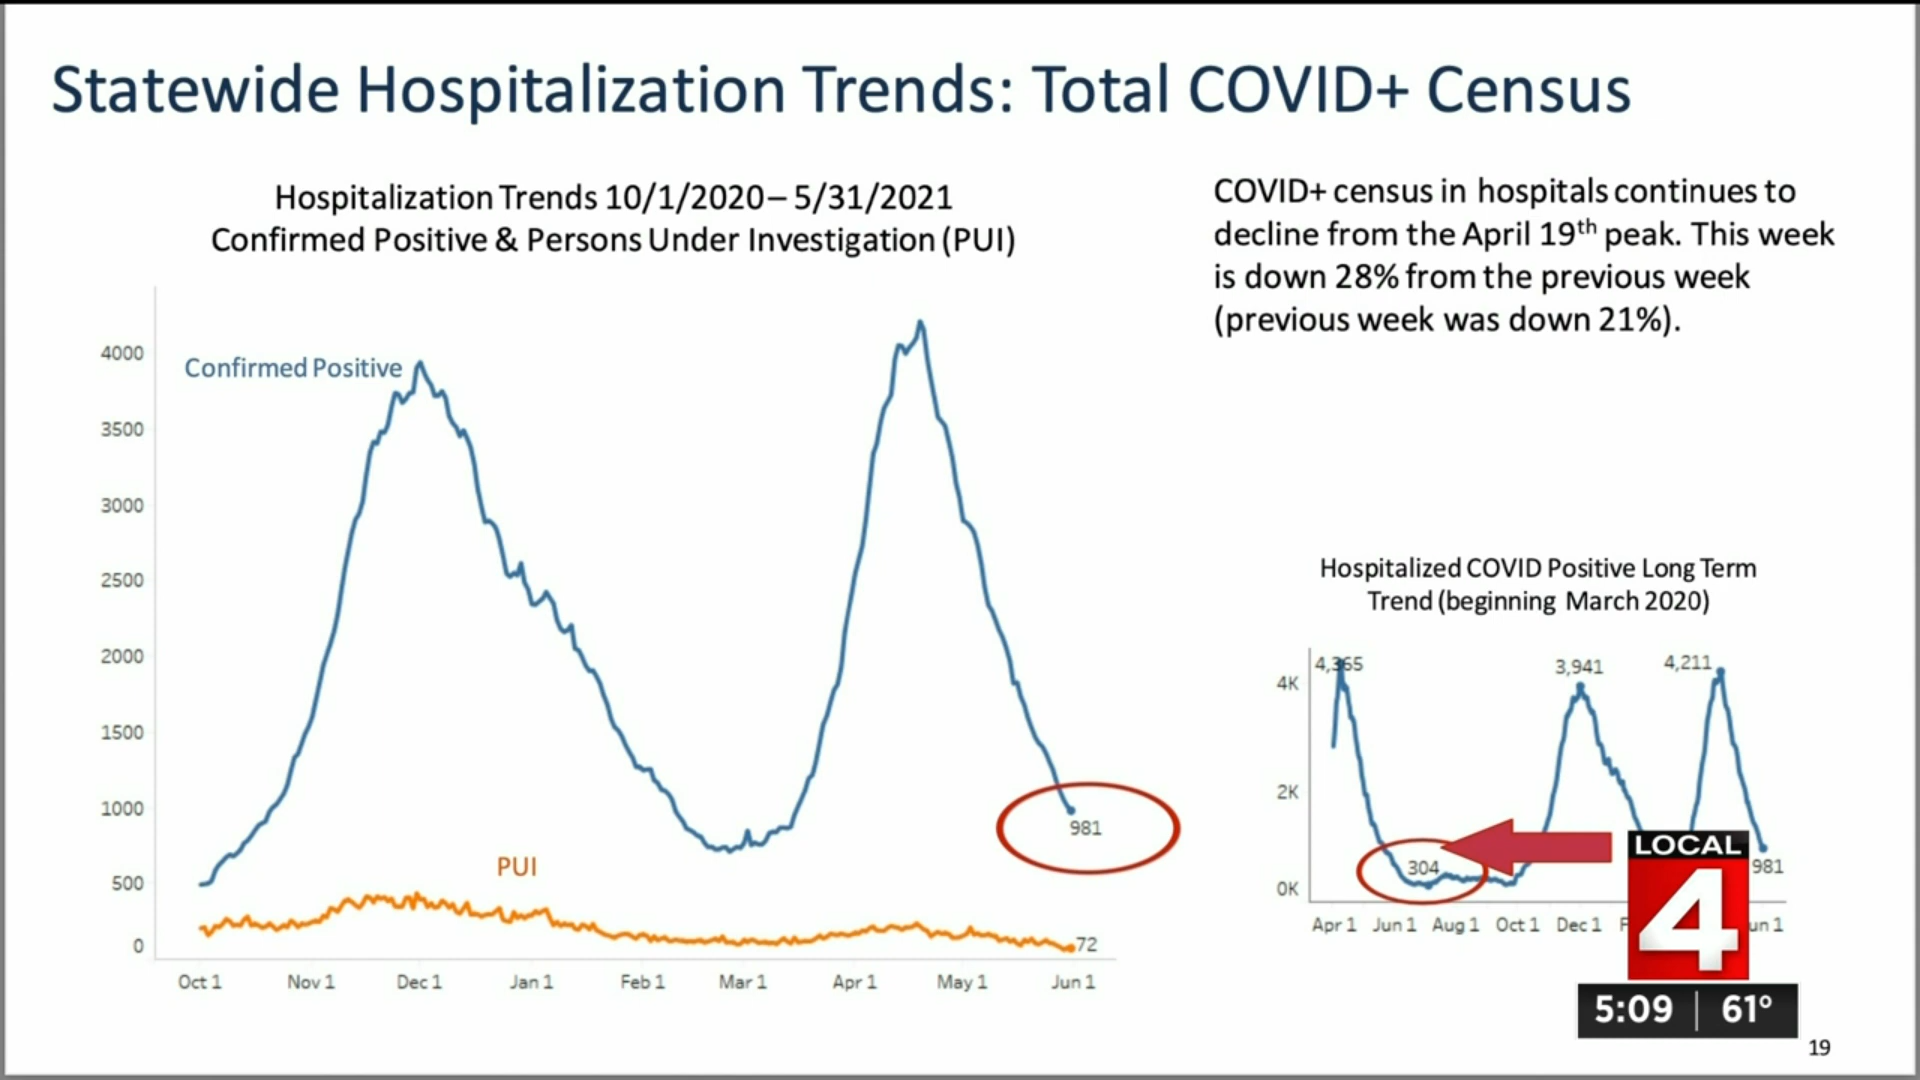 Statewide Hospitalization Trends: Total COVID+ Census
Hospitalization Trends 10/1/2020– 5/31/2021
Confirmed Positive & Persons Under Investigation (PUI)
COVID+ census in hospitals continues to
decline from the April 19th peak. This week
is down 28% from the previous week
(previous week was down 21%).
4000
3500
3000
2500
2000
1500
1000
500
0
Confirmed Positive
PUI
981
72
Oct 1 Nov 1 Dec 1 Jan 1 Feb 1 Mar 1 Apr 1 May 1 Jun 1
Hospitalized COVID Positive Long Term
Trend (beginning March 2020)
4K
2K
0K
4,365
3,941
4,211
304
981
Apr 1 Jun 1 Aug 1 Oct 1 Dec 1 F un 1
LOCAL
4
5:09 61°
19